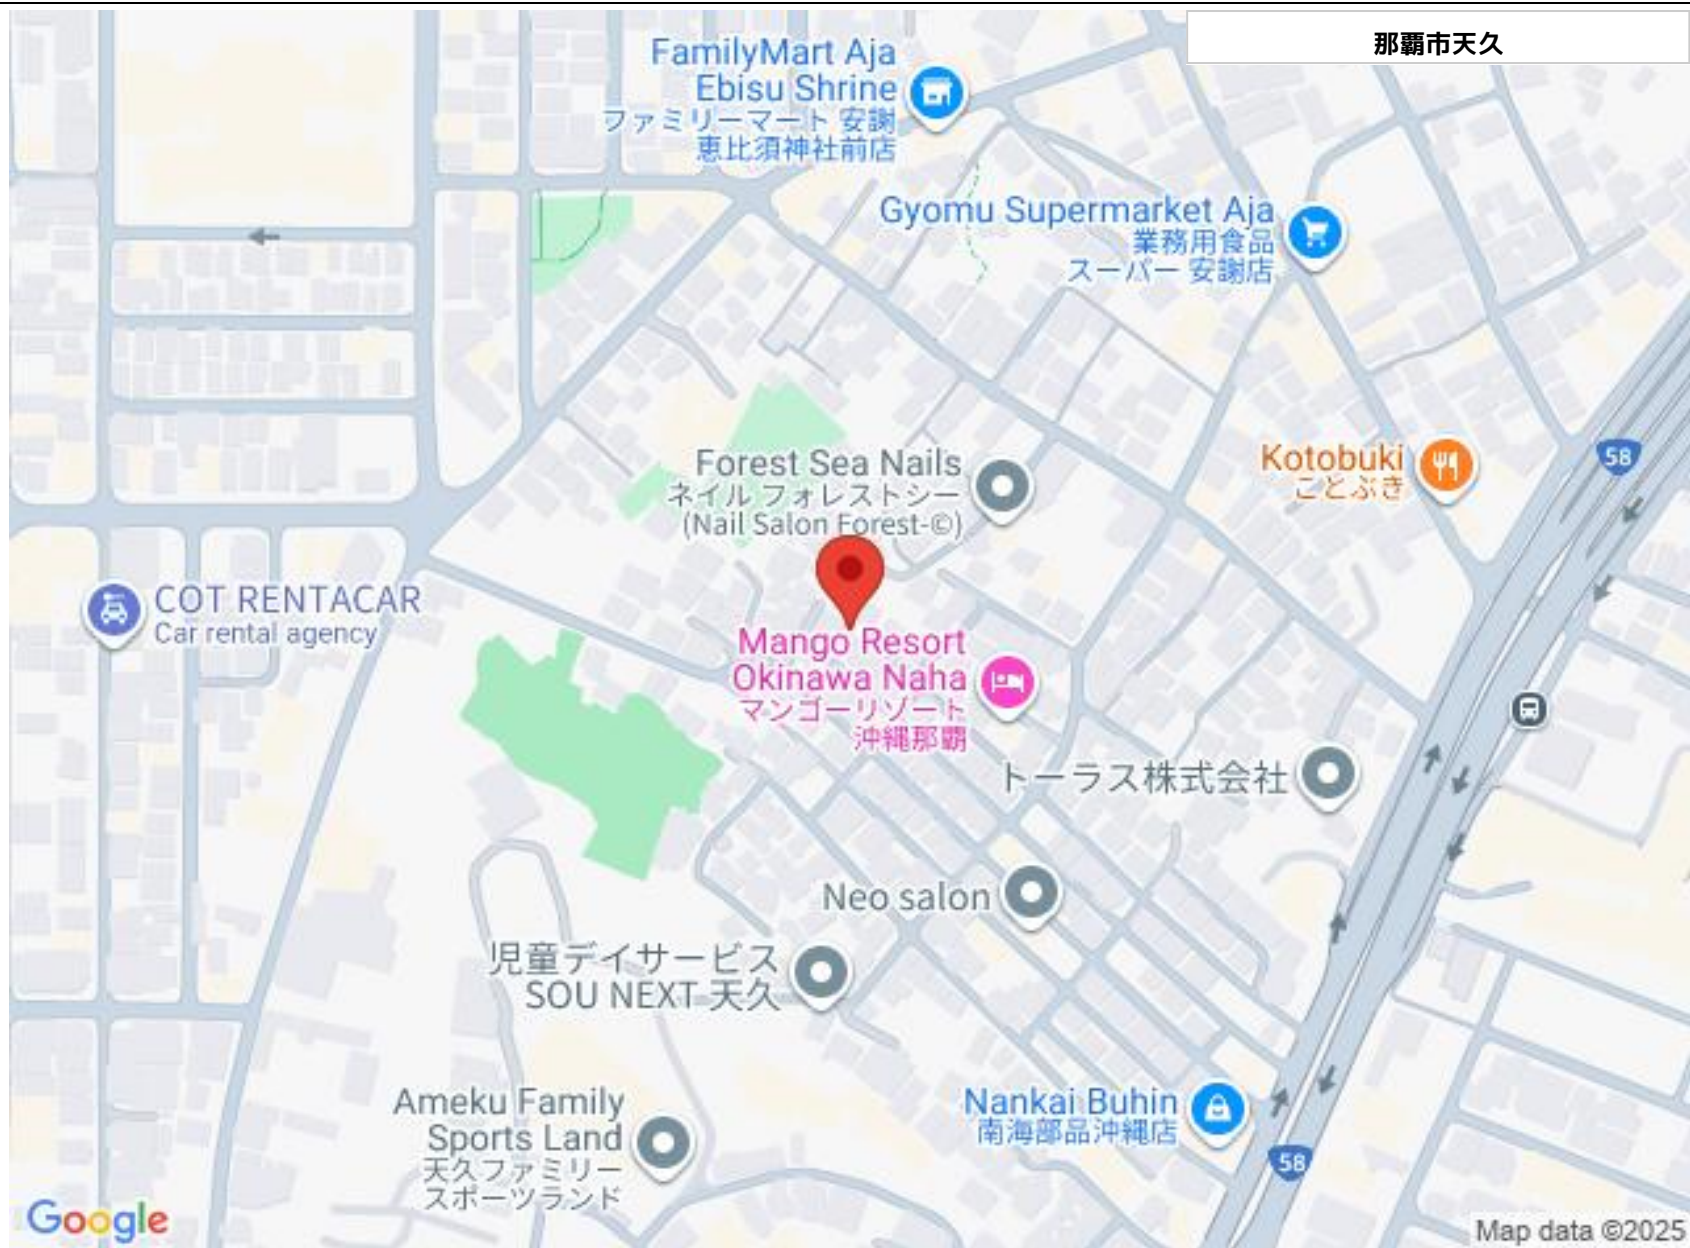 那覇市天久
FamilyMart Aja
Ebisu Shrine
ファミリーマート 安謝
恵比須神社前店
Gyomu Supermarket Aja
業務用食品
スーパー 安謝店
Forest Sea Nails
ネイル フォレストシー
(Nail Salon Forest-©)
Kotobuki
ことぶき
58
COT RENTACAR
Car rental agency
Mango Resort
Okinawa Naha
マンゴーリゾート
沖縄那覇
トーラス株式会社
Neo salon
児童デイサービス
SOU NEXT 天久
Ameku Family
Sports Land
天久ファミリー
スポーツランド
Nankai Buhin
南海部品沖縄店
58
Google
Map data ©2025